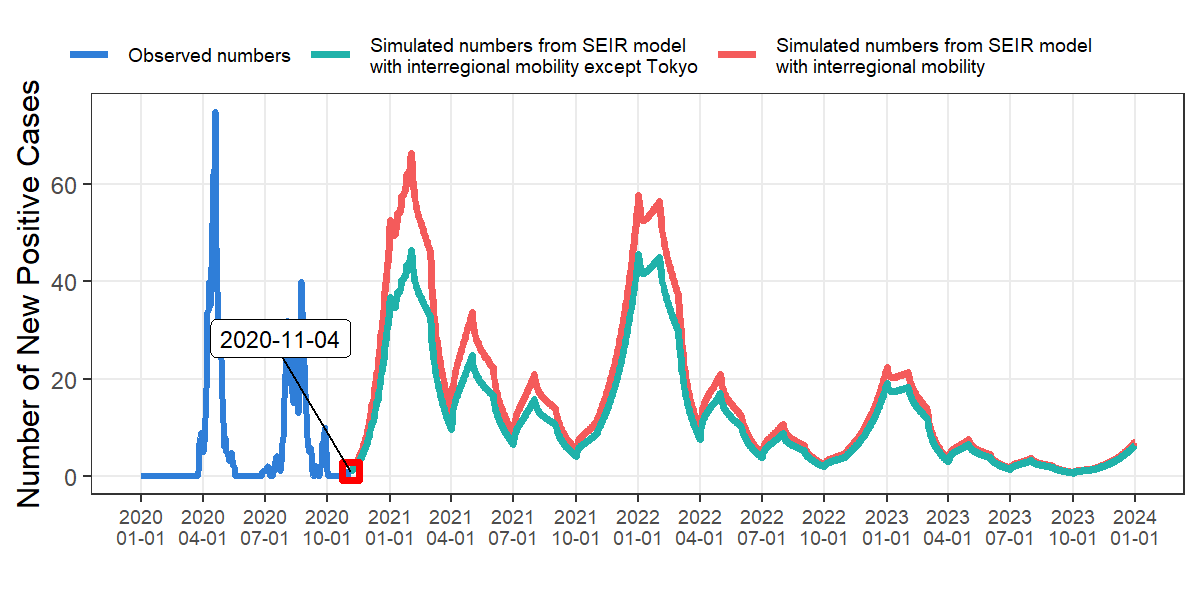 Observed numbers
Simulated numbers from SEIR model
with interregional mobility except Tokyo
Simulated numbers from SEIR model
with interregional mobility
Number of New Positive Cases
60
40
20
0
2020-11-04
2020 2020 2020 2020 2021 2021 2021 2021 2022 2022 2022 2022 2023 2023 2023 2023 2024
01-01 04-01 07-01 10-01 01-01 04-01 07-01 10-01 01-01 04-01 07-01 10-01 01-01 04-01 07-01 10-01 01-01